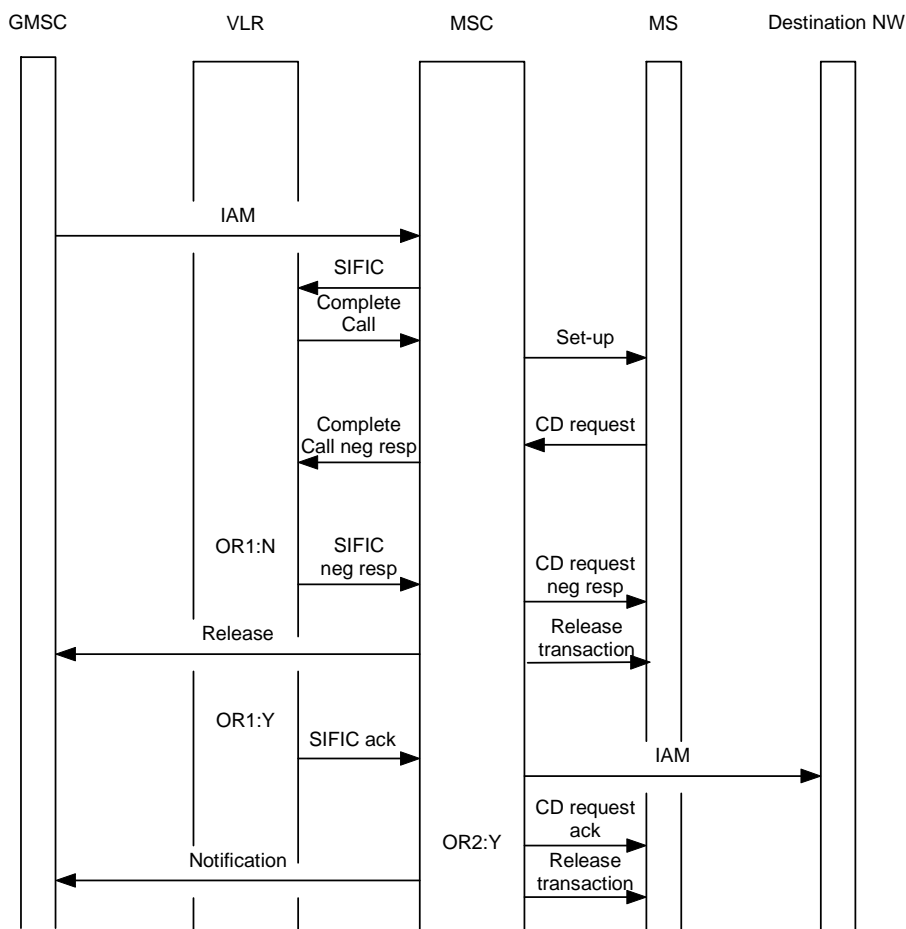 GMSC
VLR
MSC
MS
Destination NW
IAM
SIFIC
Complete
Call
Set-up
Complete
Call neg resp
CD request
OR1:N
SIFIC
neg resp
CD request
neg resp
Release
Release
transaction
OR1:Y
SIFIC ack
IAM
CD request
ack
OR2:Y
Notification
Release
transaction